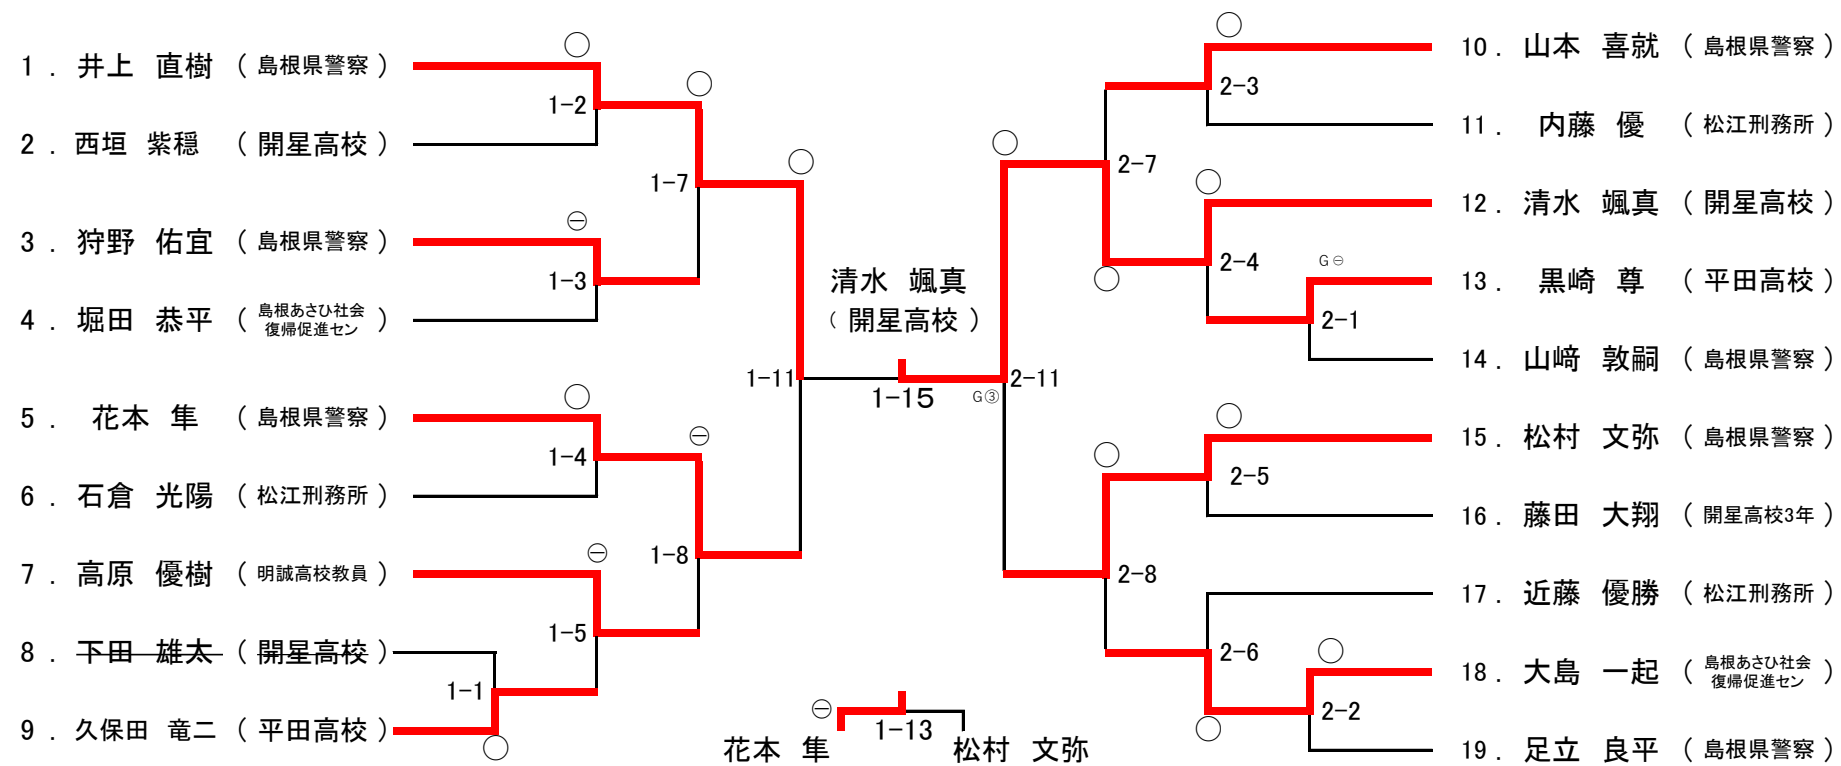 1 . 井上 直樹 ( 島根県警察 )
2 . 西垣 紫穏 ( 開星高校 )
3 . 狩野 佑宜 ( 島根県警察 )
4 . 堀田 恭平 ( 島根あさひ社会
復帰促進セン )
5 . 花本 隼 ( 島根県警察 )
6 . 石倉 光陽 ( 松江刑務所 )
7 . 高原 優樹 ( 明誠高校教員 )
8 . 下田 雄太 ( 開星高校 )
9 . 久保田 竜二 ( 平田高校 )
1-2
1-3
1-4
1-5
1-1
1-7
1-8
1-11
清水 颯真
( 開星高校 )
1-15
G③
2-11
1-13
花本 隼
松村 文弥
2-7
2-8
2-3
2-4
G⊖
2-1
2-5
2-6
2-2
10 . 山本 喜就 ( 島根県警察 )
11 . 内藤 優 ( 松江刑務所 )
12 . 清水 颯真 ( 開星高校 )
13 . 黒崎 尊 ( 平田高校 )
14 . 山﨑 敦嗣 ( 島根県警察 )
15 . 松村 文弥 ( 島根県警察 )
16 . 藤田 大翔 ( 開星高校3年 )
17 . 近藤 優勝 ( 松江刑務所 )
18 . 大島 一起 ( 島根あさひ社会
復帰促進セン )
19 . 足立 良平 ( 島根県警察 )